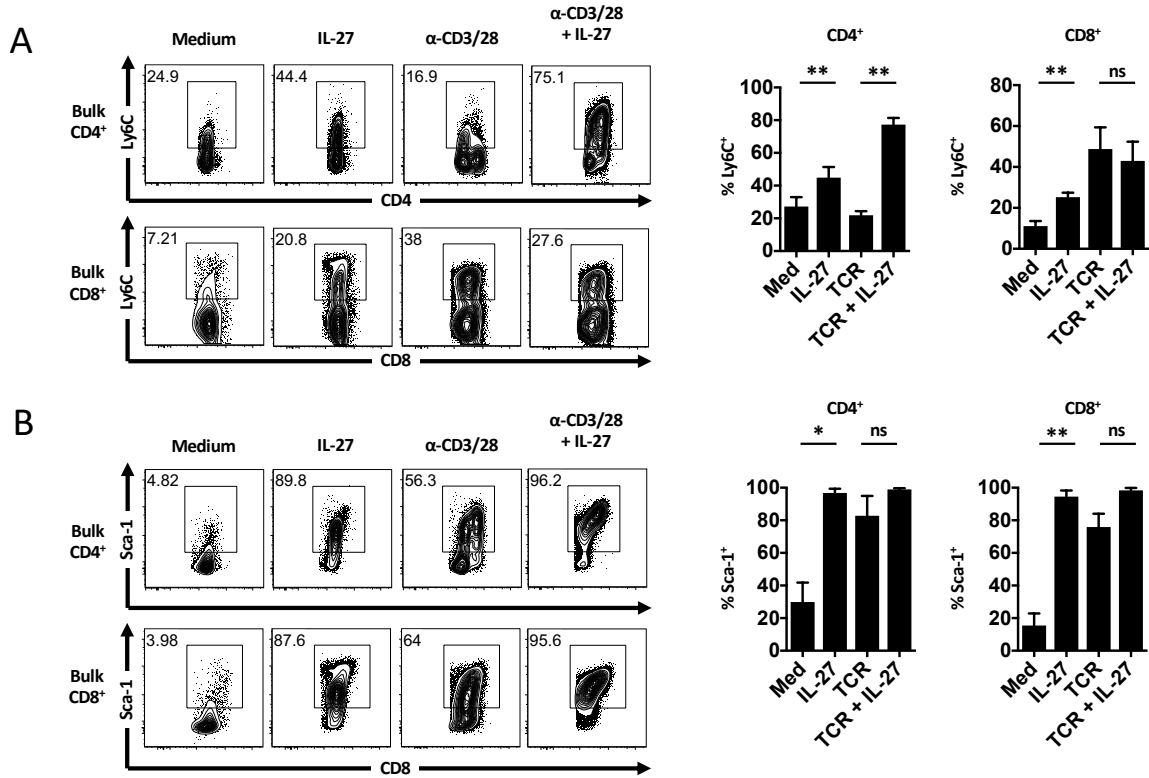 A
Medium
IL-27
α-CD3/28
α-CD3/28
+ IL-27
Bulk
CD4+
Ly6C
24.9
44.4
16.9
75.1
CD4
Bulk
CD8+
Ly6C
7.21
20.8
38
27.6
CD8
CD4+
** **
% Ly6C+
100
80
60
40
20
0
Med
IL-27
TCR
TCR + IL-27
CD8+
** ns
% Ly6C+
80
60
40
20
0
Med
IL-27
TCR
TCR + IL-27
B
Medium
IL-27
α-CD3/28
α-CD3/28
+ IL-27
Bulk
CD4+
Sca-1
4.82
89.8
56.3
96.2
Bulk
CD8+
Sca-1
3.98
87.6
64
95.6
CD8
CD4+
* ns
% Sca-1+
100
80
60
40
20
0
Med
IL-27
TCR
TCR + IL-27
CD8+
** ns
% Sca-1+
100
80
60
40
20
0
Med
IL-27
TCR
TCR + IL-27